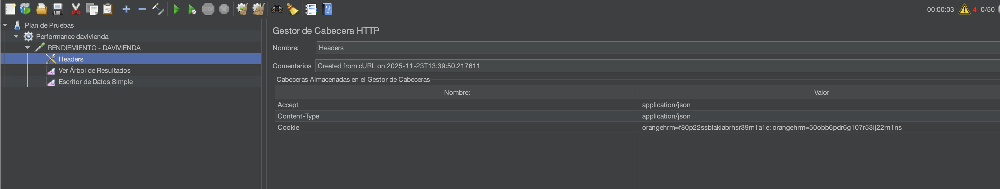 STOP
00:00:03 4 0/50
Plan de Pruebas
Performance davivienda
RENDIEMIENTO - DAVIVIENDA
Headers
Ver Árbol de Resultados
Escritor de Datos Simple
Gestor de Cabecera HTTP
Nombre: Headers
Comentarios Created from cURL on 2025-11-23T13:39:50.217611
Cabeceras Almacenadas en el Gestor de Cabeceras
Nombre: Valor
Accept application/json
Content-Type application/json
Cookie orangehrm=f80p22ssblakiabrhsr39m1a1e; orangehrm=50obb6pdr6g107r53ij22rn1ns